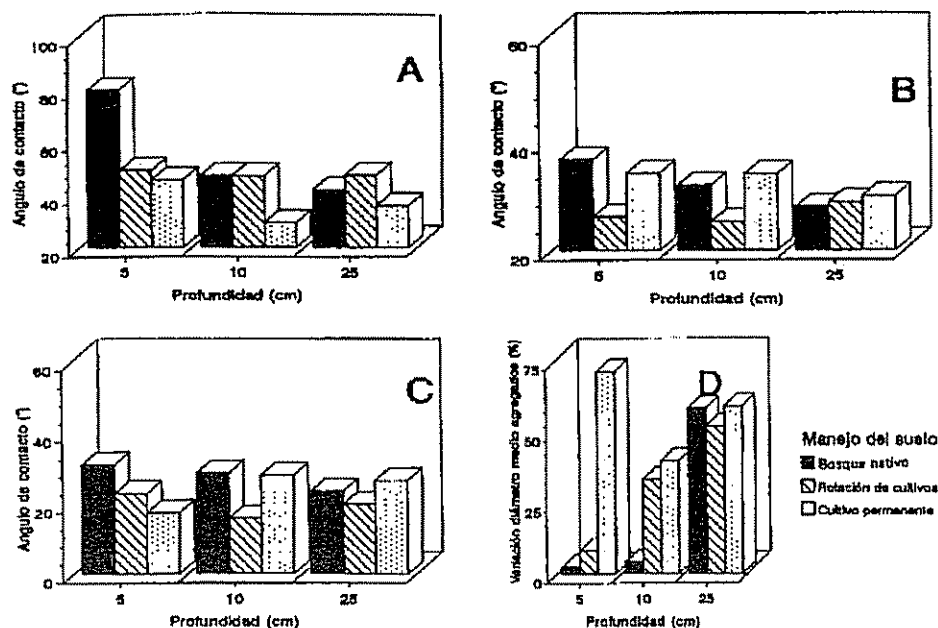 A
Angulo de contacto (°)
100
80
60
40
20
5
10
25
Profundidad (cm)
B
Angulo de contacto (°)
60
40
20
5
10
25
Profundidad (cm)
C
Angulo de contacto (°)
60
40
20
0
5
10
25
Profundidad (cm)
D
Variación diámetro medio agregados (%)
75
50
25
0
5
10
25
Profundidad (cm)
Manejo del suelo
Bosque nativo
Rotación de cultivos
Cultivo permanente